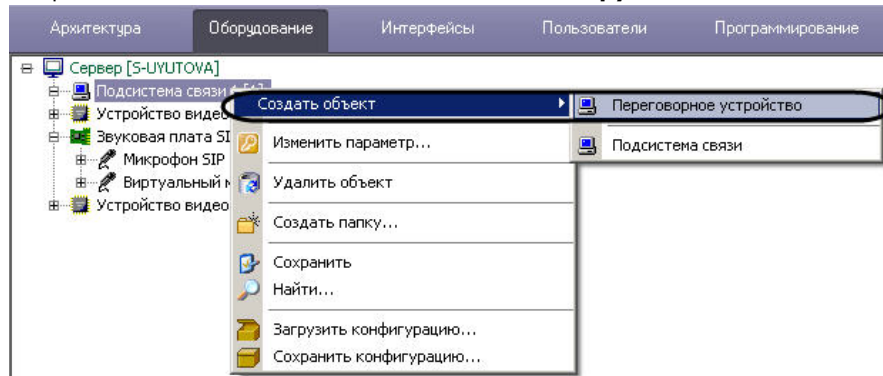 Архитектура Оборудование Интерфейсы Пользователи Программирование
Сервер [S-UYUTOVA]
Подсистема связи
Устройство видео
Звуковая плата SI
Микрофон SIP
Виртуальный
Устройство видео
Создать объект
Изменить параметр...
Удалить объект
Создать папку...
Сохранить
Найти...
Загрузить конфигурацию...
Сохранить конфигурацию...
Переговорное устройство
Подсистема связи